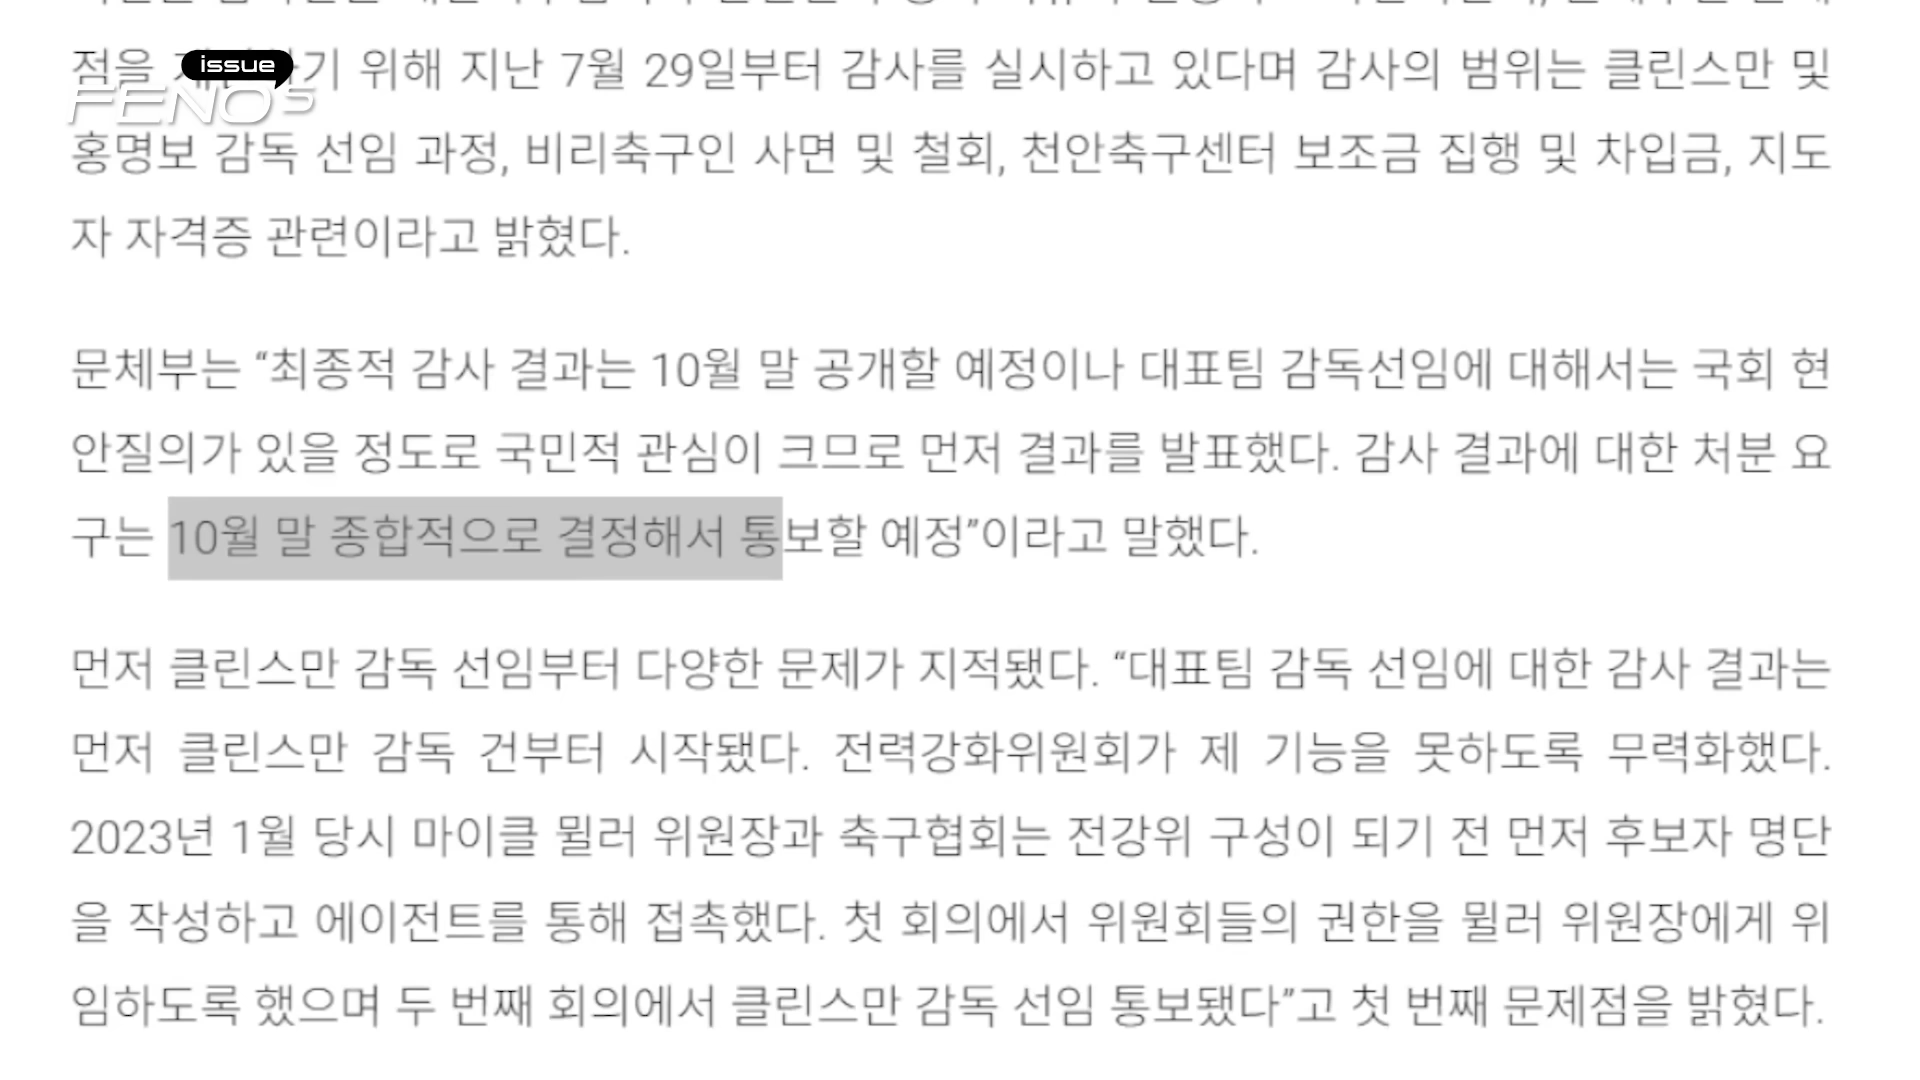 issue
FENO5
점을 위해 지난 7월 29일부터 감사를 실시하고 있다며 감사의 범위는 클린스만 및
홍명보 감독 선임 과정, 비리축구인 사면 및 철회, 천안축구센터 보조금 집행 및 차입금, 지도
자 자격증 관련이라고 밝혔다.
문체부는 “최종적 감사 결과는 10월 말 공개할 예정이나 대표팀 감독선임에 대해서는 국회 현
안질의가 있을 정도로 국민적 관심이 크므로 먼저 결과를 발표했다. 감사 결과에 대한 처분 요
구는 10월 말 종합적으로 결정해서 통보할 예정”이라고 말했다.
먼저 클린스만 감독 선임부터 다양한 문제가 지적됐다. “대표팀 감독 선임에 대한 감사 결과는
먼저 클린스만 감독 건부터 시작됐다. 전력강화위원회가 제 기능을 못하도록 무력화했다.
2023년 1월 당시 마이클 뮐러 위원장과 축구협회는 전강위 구성이 되기 전 먼저 후보자 명단
을 작성하고 에이전트를 통해 접촉했다. 첫 회의에서 위원회들의 권한을 뮐러 위원장에게 위
임하도록 했으며 두 번째 회의에서 클린스만 감독 선임 통보됐다”고 첫 번째 문제점을 밝혔다.